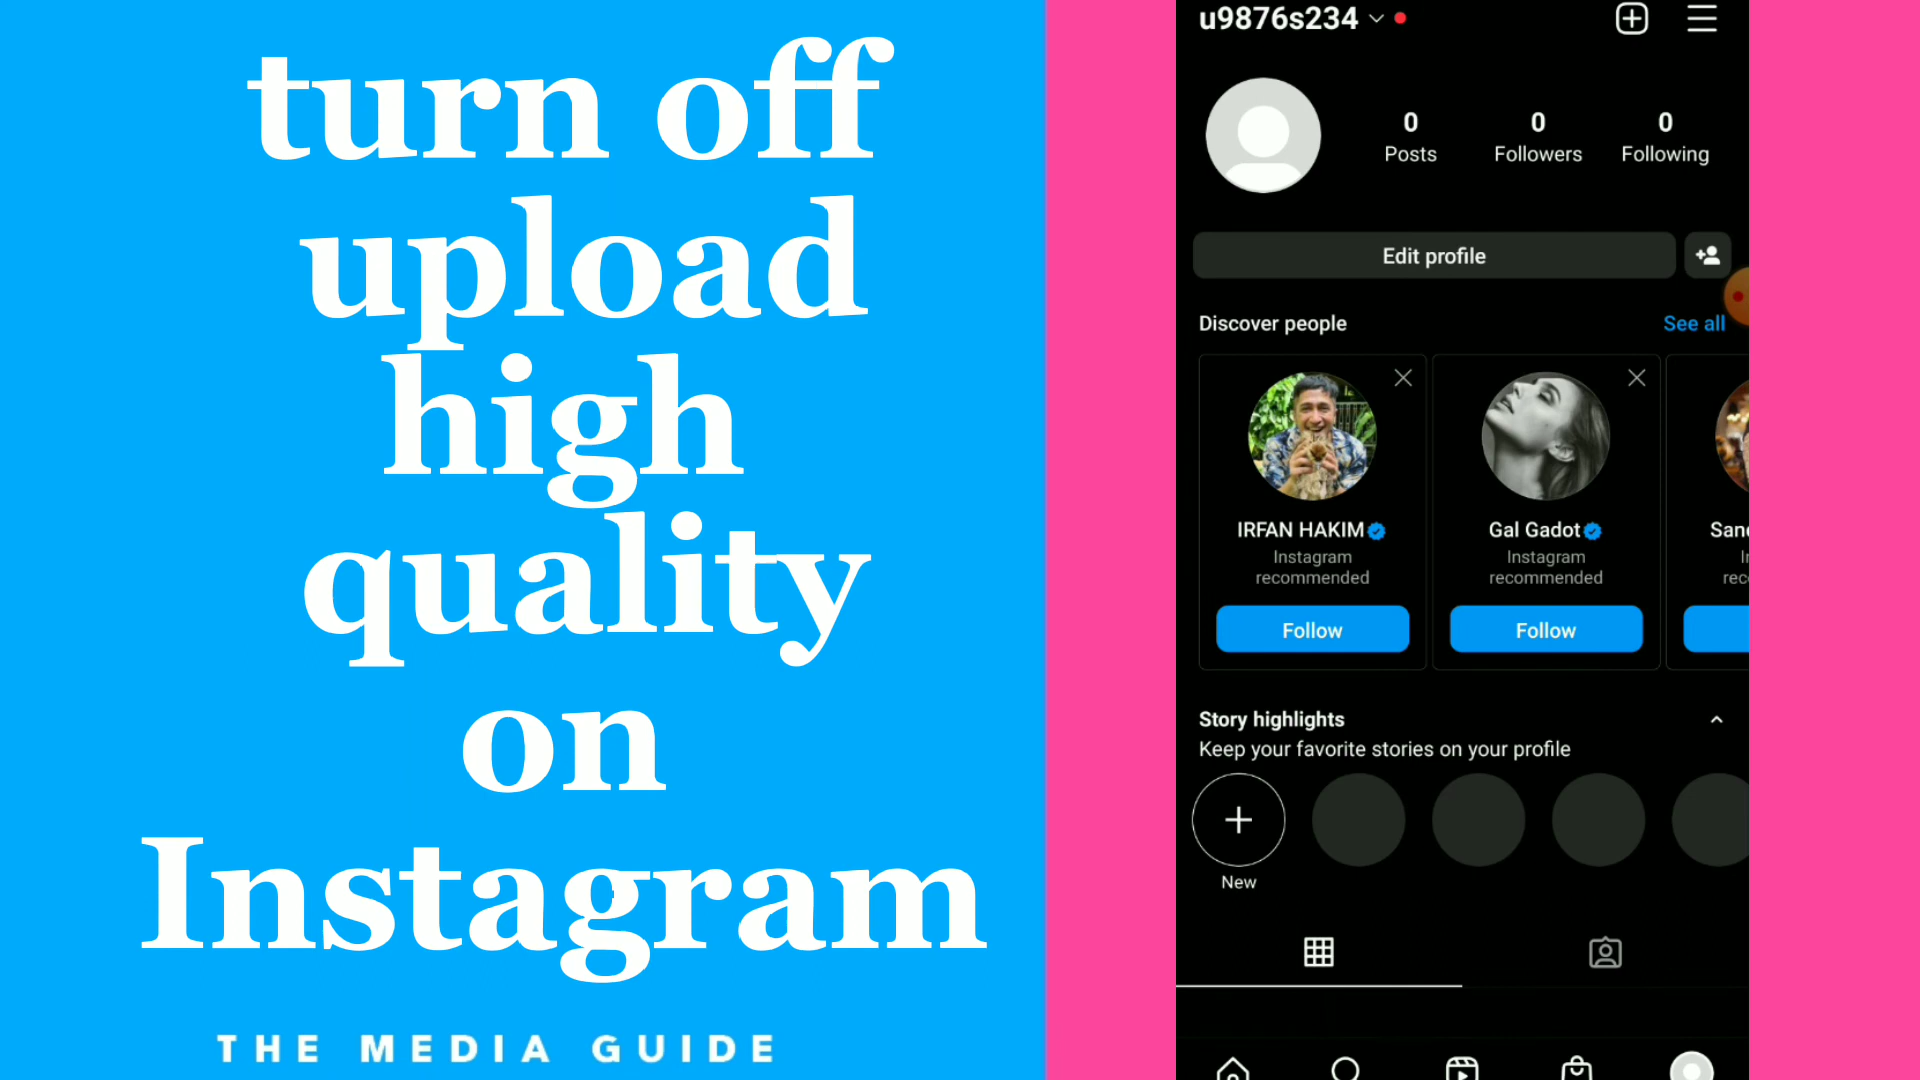 turn off
upload
high
quality
on
Instagram
THE MEDIA GUIDE
u9876s234
0 0 0
Posts Followers Following
Edit profile
Discover people See all
IRFAN HAKIM Gal Gadot
Instagram Instagram
recommended recommended
Follow Follow
Story highlights
Keep your favorite stories on your profile
New